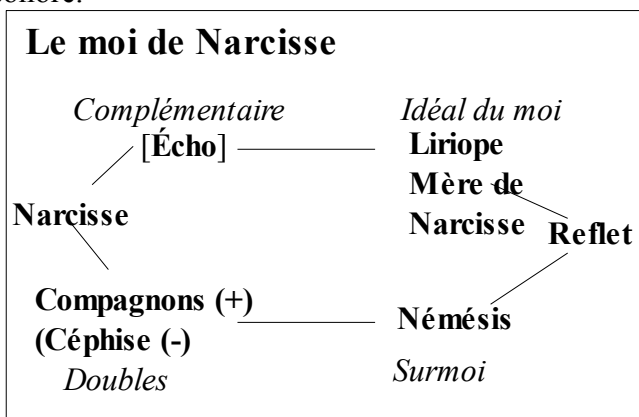 Le moi de Narcisse
Complémentaire
[Écho]
Idéal du moi
Liriope
Mère de
Narcisse
Narcisse
Reflet
Compagnons (+)
(Céphise (-)
Doubles
Némésis
Surmoi